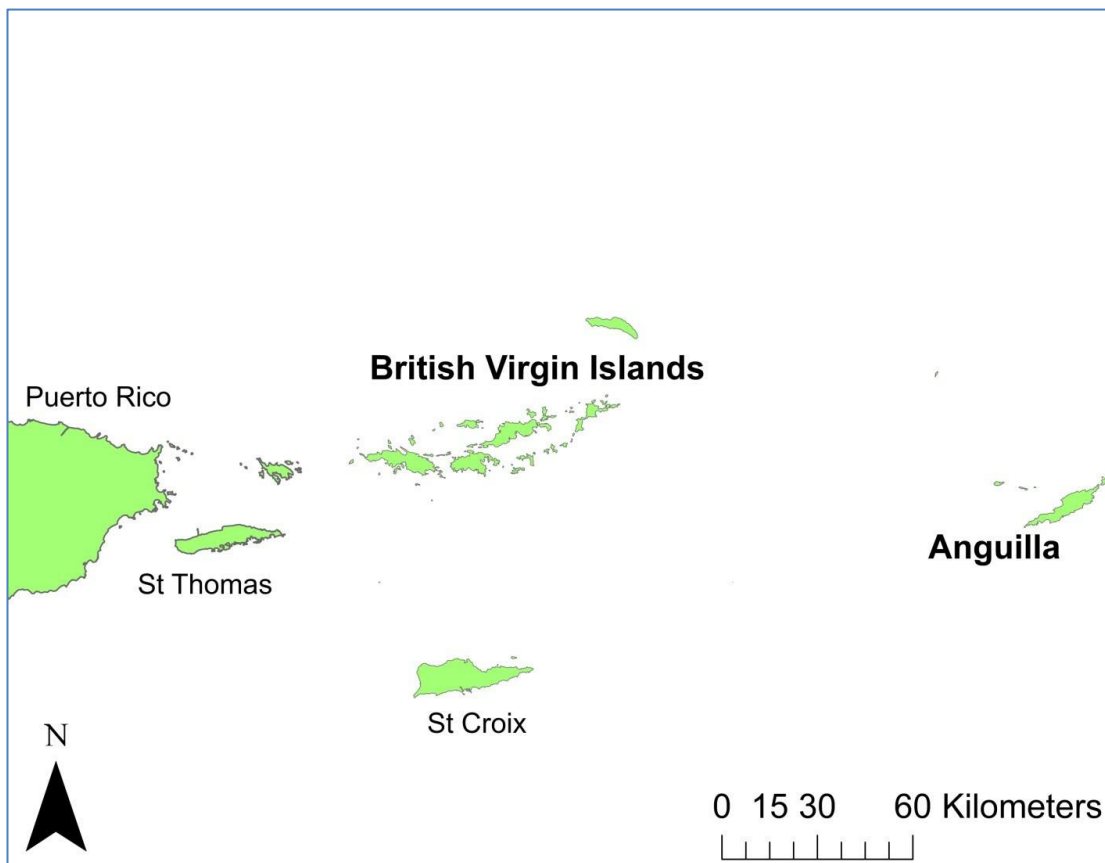 British Virgin Islands
Puerto Rico
Anguilla
St Thomas
St Croix
N
0 15 30 60 Kilometers